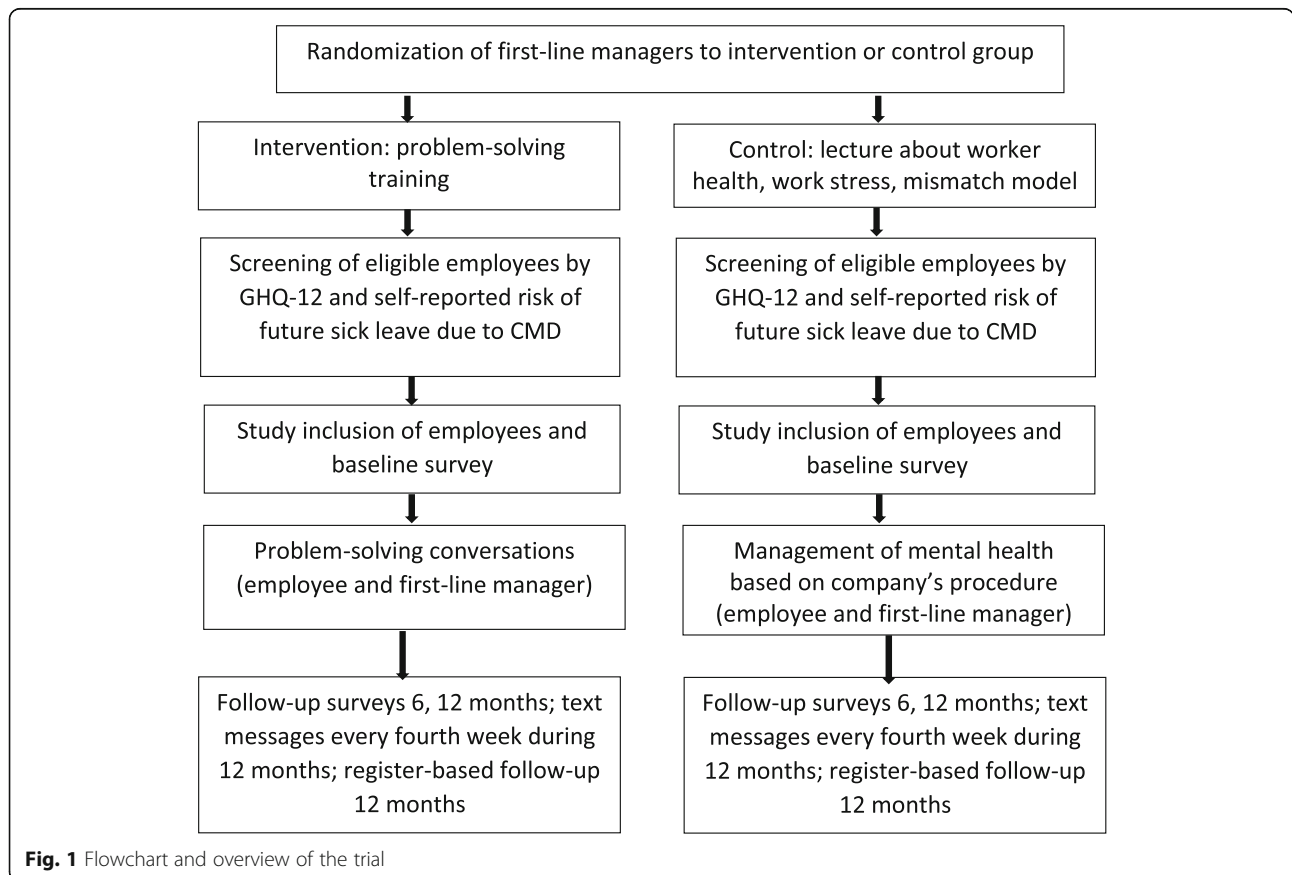 Randomization of first-line managers to intervention or control group
Intervention: problem-solving
training
Control: lecture about worker
health, work stress, mismatch model
Screening of eligible employees by
GHQ-12 and self-reported risk of
future sick leave due to CMD
Screening of eligible employees by
GHQ-12 and self-reported risk of
future sick leave due to CMD
Study inclusion of employees and
baseline survey
Study inclusion of employees and
baseline survey
Problem-solving conversations
(employee and first-line manager)
Management of mental health
based on company’s procedure
(employee and first-line manager)
Follow-up surveys 6, 12 months; text
messages every fourth week during
12 months; register-based follow-up
12 months
Follow-up surveys 6, 12 months; text
messages every fourth week during
12 months; register-based follow-up
12 months
Fig. 1 Flowchart and overview of the trial